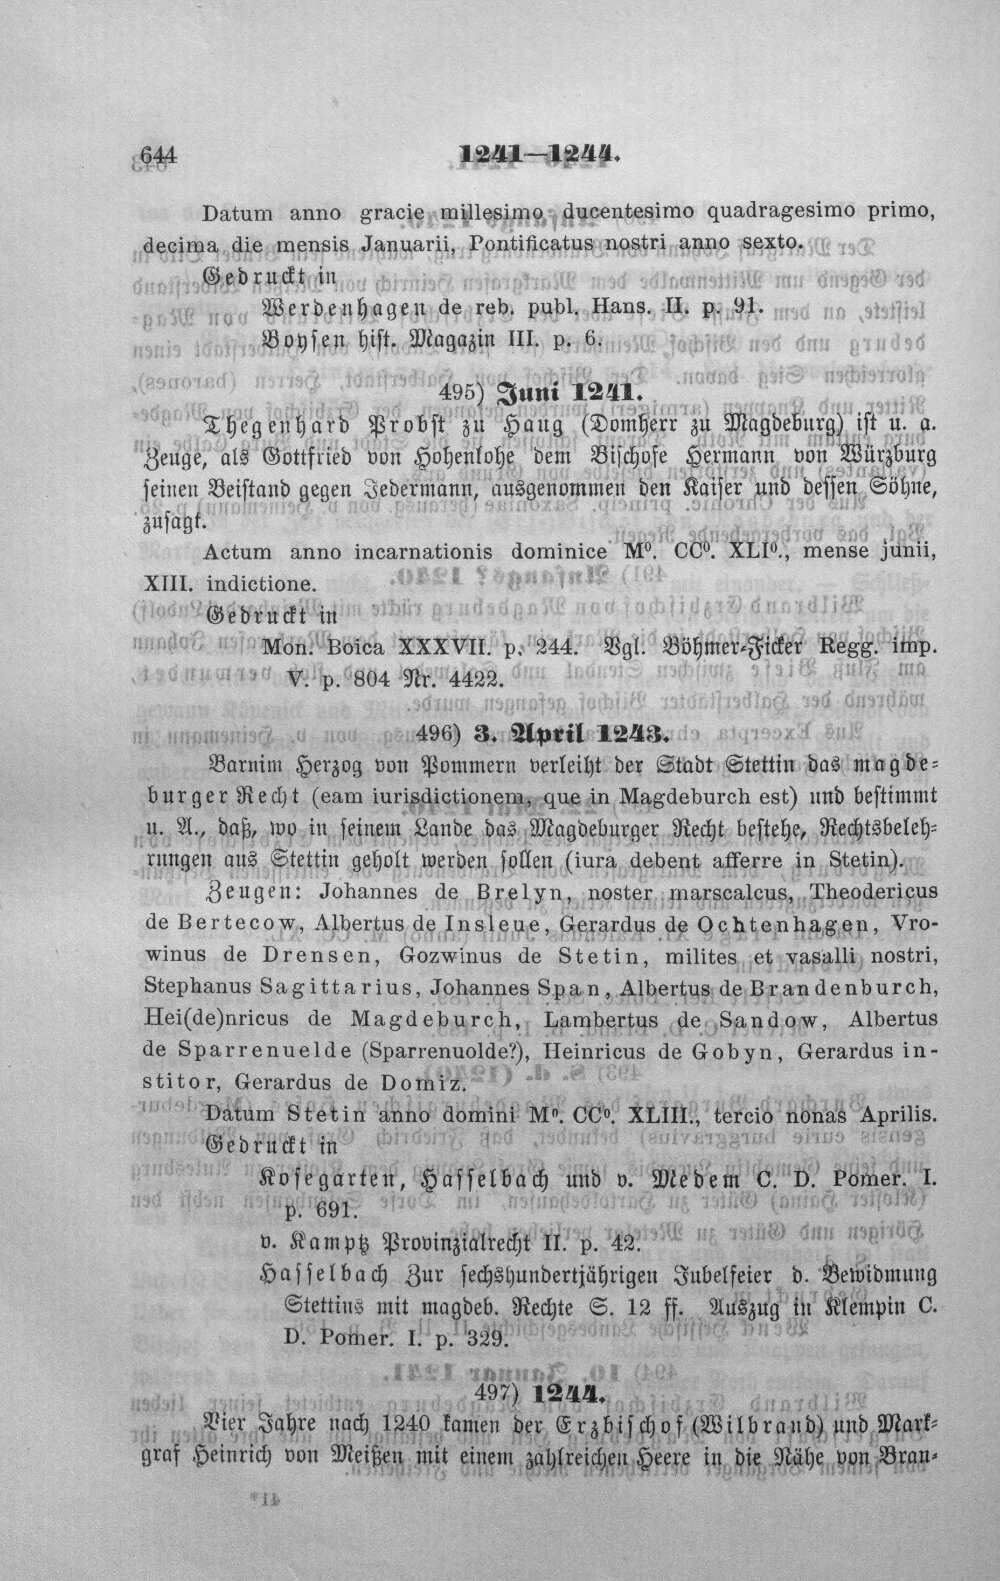 644 1241—1244.
Datum anno gracie millesimo ducentesimo quadragesimo primo,
decima die mensis Januarii, Pontificatus nostri anno sexto.
Gedruckt in
Werdenhagen de reb. publ. Hans. II. p. 91.
Boysen hist. Magazin III. p. 6.
495) Juni 1241.
Thegenhard Probst zu Haug (Domherr zu Magdeburg) ist u. a.
Zeuge, als Gottfried von Hohenlohe dem Bischofe Hermann von Würzburg
seinen Beistand gegen Jedermann, ausgenommen den Kaiser und dessen Söhne,
zusagt.
Actum anno incarnationis dominice Mº. CCº. XLIº., mense junii,
XIII. indictione.
Gedruckt in
Mon. Boica XXXVII. p. 244. Vgl. Böhmer-Ficker Regg. imp.
V. p. 804 Nr. 4422.
496) 3. April 1243.
Barnim Herzog von Pommern verleiht der Stadt Stettin das magde-
burger Recht (eam iurisdictionem, que in Magdeburch est) und bestimmt
u. A., daß, wo in seinem Lande das Magdeburger Recht bestehe, Rechtsbeleh-
rungen aus Stettin geholt werden sollen (iura debent afferre in Stetin).
Zeugen: Johannes de Brelyn, noster marscalcus, Theodericus
de Bertecow, Albertus de Insleue, Gerardus de Ochtenhagen, Vro-
winus de Drensen, Gozwinus de Stetin, milites et vasalli nostri,
Stephanus Sagittarius, Johannes Span, Albertus de Brandenburch,
Hei(de)nricus de Magdeburch, Lambertus de Sandow, Albertus
de Sparrenuelde (Sparrenuolde?), Heinricus de Gobyn, Gerardus in-
stitor, Gerardus de Domiz.
Datum Stetin anno domini Mº. CCº. XLIII., tercio nonas Aprilis.
Gedruckt in
Kosegarten, Hasselbach und v. Medem C. D. Pomer. I.
p. 691.
v. Kamptz Provinzialrecht II. p. 42.
Hasselbach Zur sechshundertjährigen Jubelfeier d. Bewidmung
Stettins mit magdeb. Rechte S. 12 ff. Auszug in Klempin C.
D. Pomer. I. p. 329.
497) 1244.
Vier Jahre nach 1240 kamen der Erzbischof (Wilbrand) und Mark-
graf Heinrich von Meißen mit einem zahlreichen Heere in die Nähe von Bran-